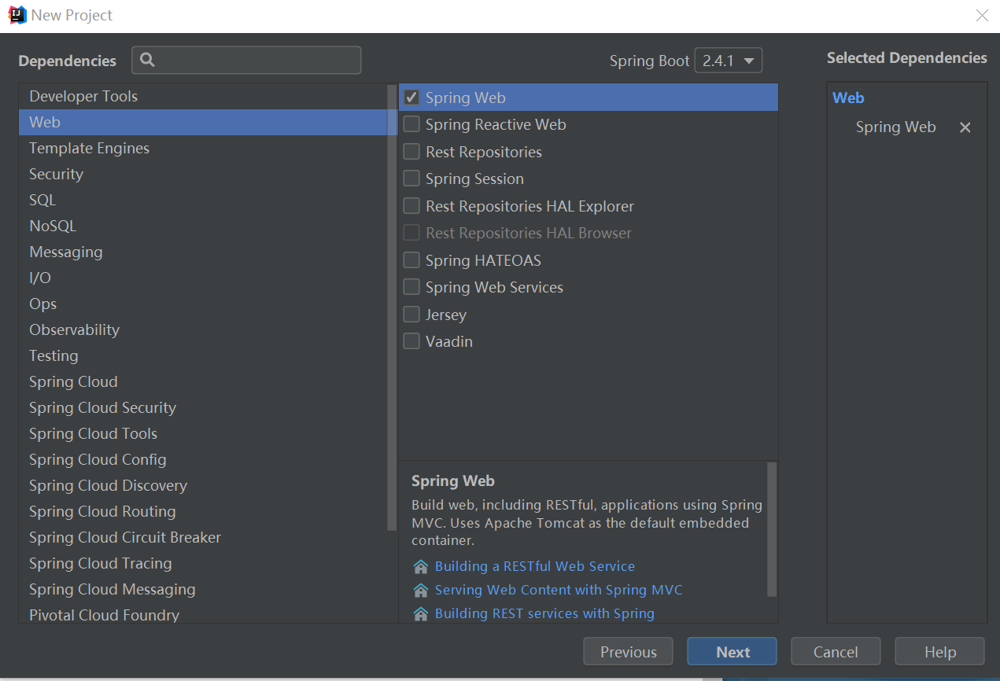 New Project
Dependencies
Spring Boot 2.4.1
Selected Dependencies
Developer Tools
Web
Template Engines
Security
SQL
NoSQL
Messaging
I/O
Ops
Observability
Testing
Spring Cloud
Spring Cloud Security
Spring Cloud Tools
Spring Cloud Config
Spring Cloud Discovery
Spring Cloud Routing
Spring Cloud Circuit Breaker
Spring Cloud Tracing
Spring Cloud Messaging
Pivotal Cloud Foundry
Spring Web
Spring Reactive Web
Rest Repositories
Spring Session
Rest Repositories HAL Explorer
Rest Repositories HAL Browser
Spring HATEOAS
Spring Web Services
Jersey
Vaadin
Spring Web
Build web, including RESTful, applications using Spring
MVC. Uses Apache Tomcat as the default embedded
container.
Building a RESTful Web Service
Serving Web Content with Spring MVC
Building REST services with Spring
Web
Spring Web
Previous
Next
Cancel
Help